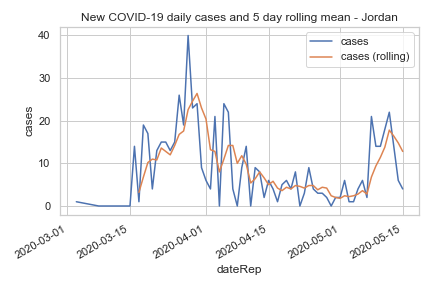 New COVID-19 daily cases and 5 day rolling mean - Jordan
cases
cases (rolling)
40
30
20
10
0
cases
2020-03-01
2020-03-15
2020-04-01
2020-04-15
2020-05-01
2020-05-15
dateRep